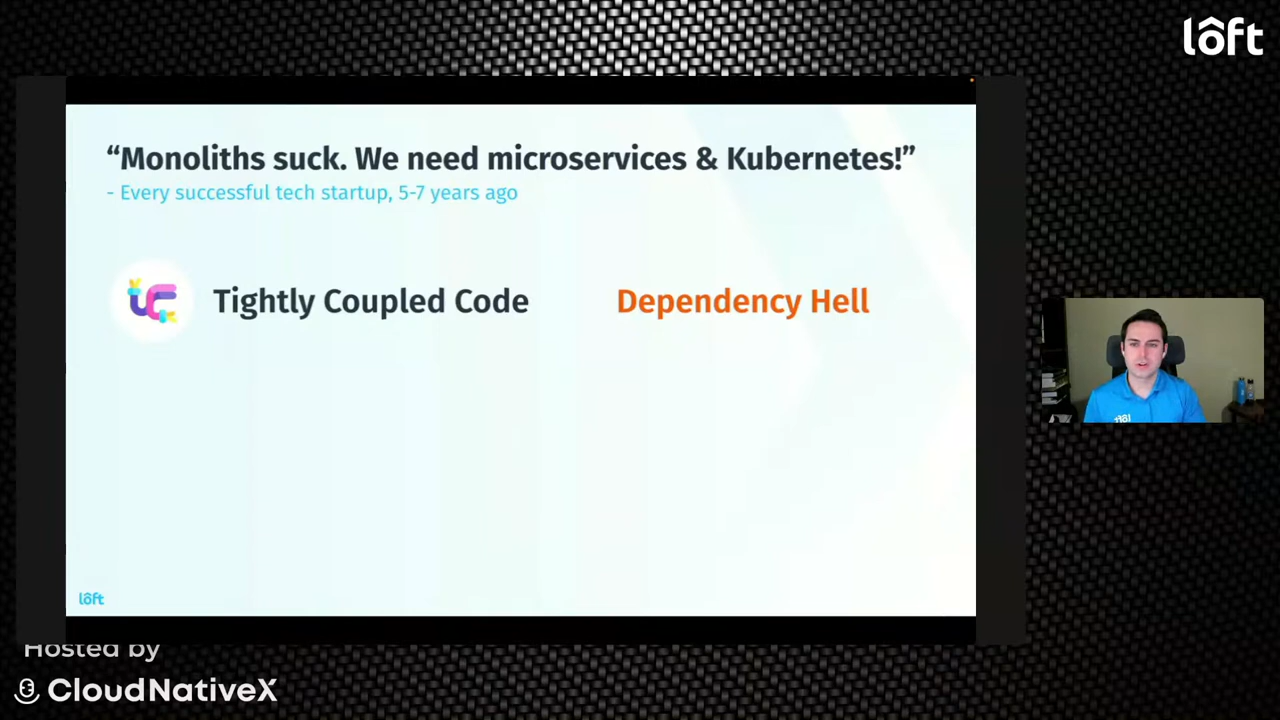 lôft
“Monoliths suck. We need microservices & Kubernetes!”
- Every successful tech startup, 5-7 years ago
Tightly Coupled Code
Dependency Hell
lôft
Hosted by
CloudNativeX